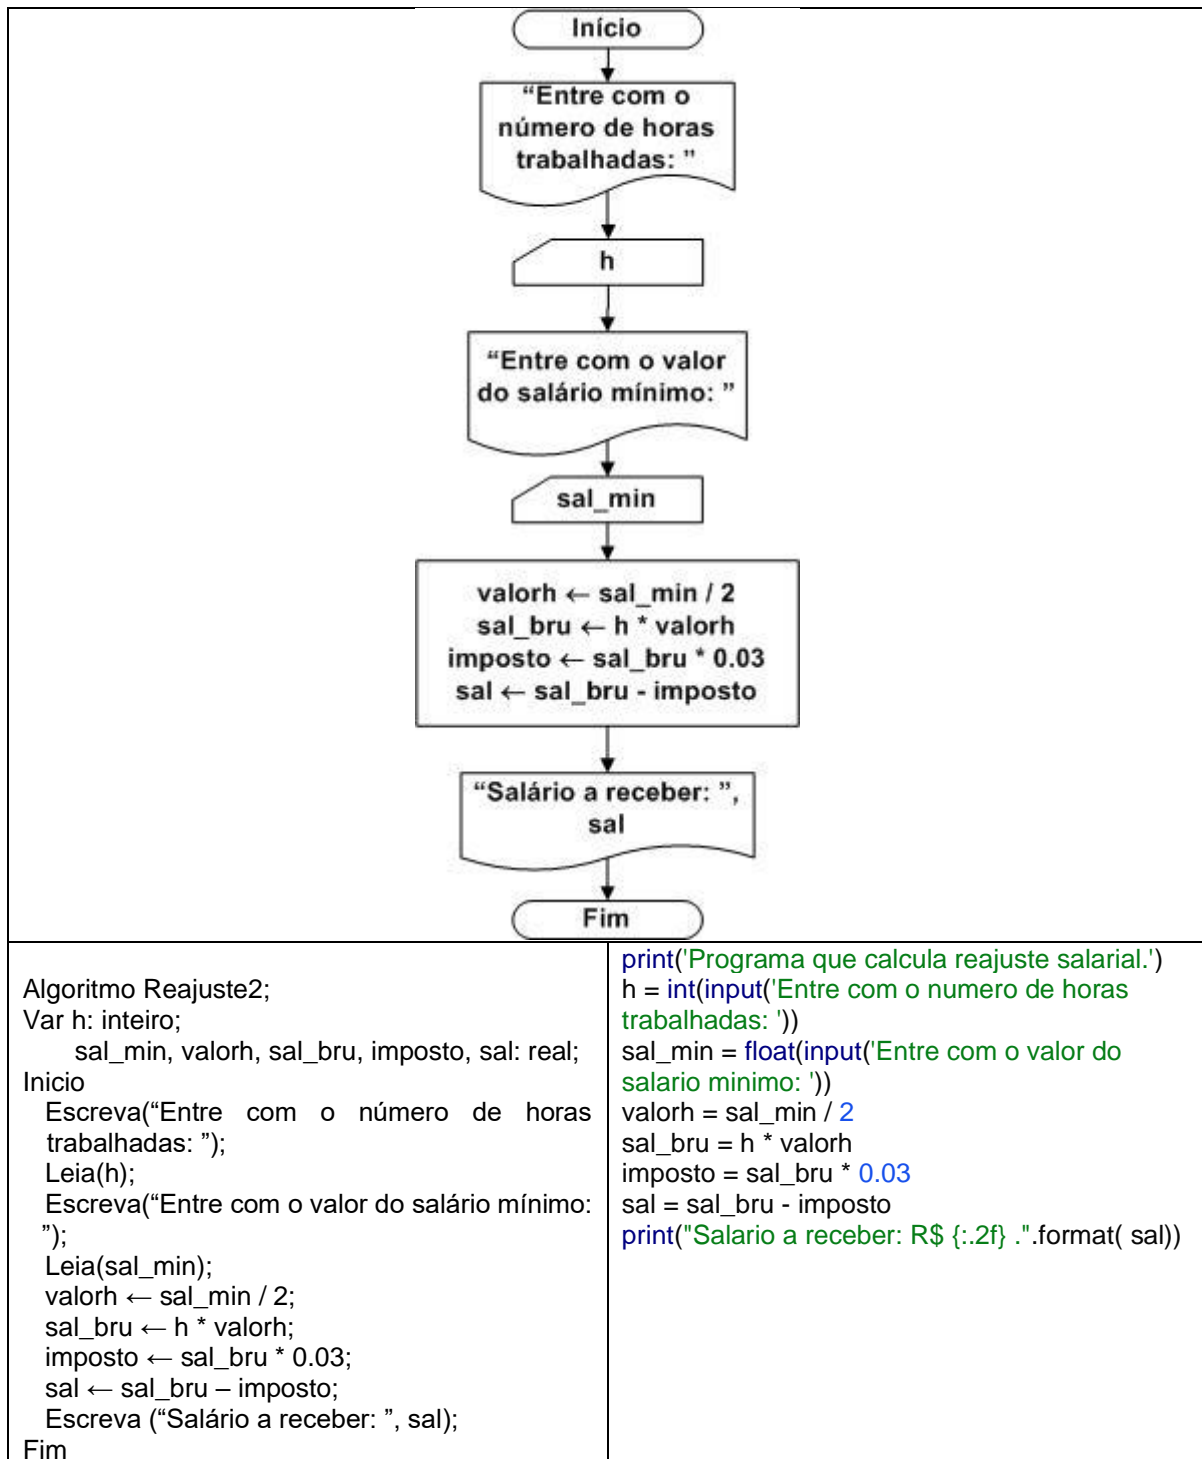 Início
“Entre com o
número de horas
trabalhadas: ”
h
“Entre com o valor
do salário mínimo: ”
sal_min
valorh ← sal_min / 2
sal_bru ← h * valorh
imposto ← sal_bru * 0.03
sal ← sal_bru - imposto
“Salário a receber: ”,
sal
Fim
Algoritmo Reajuste2;
Var h: inteiro;
sal_min, valorh, sal_bru, imposto, sal: real;
Inicio
Escreva(“Entre com o número de horas
trabalhadas: ”);
Leia(h);
Escreva(“Entre com o valor do salário mínimo:
”);
Leia(sal_min);
valorh ← sal_min / 2;
sal_bru ← h * valorh;
imposto ← sal_bru * 0.03;
sal ← sal_bru – imposto;
Escreva (“Salário a receber: ”, sal);
Fim
print('Programa que calcula reajuste salarial.')
h = int(input('Entre com o numero de horas
trabalhadas: '))
sal_min = float(input('Entre com o valor do
salario minimo: '))
valorh = sal_min / 2
sal_bru = h * valorh
imposto = sal_bru * 0.03
sal = sal_bru - imposto
print("Salario a receber: R$ {:.2f} .".format( sal))